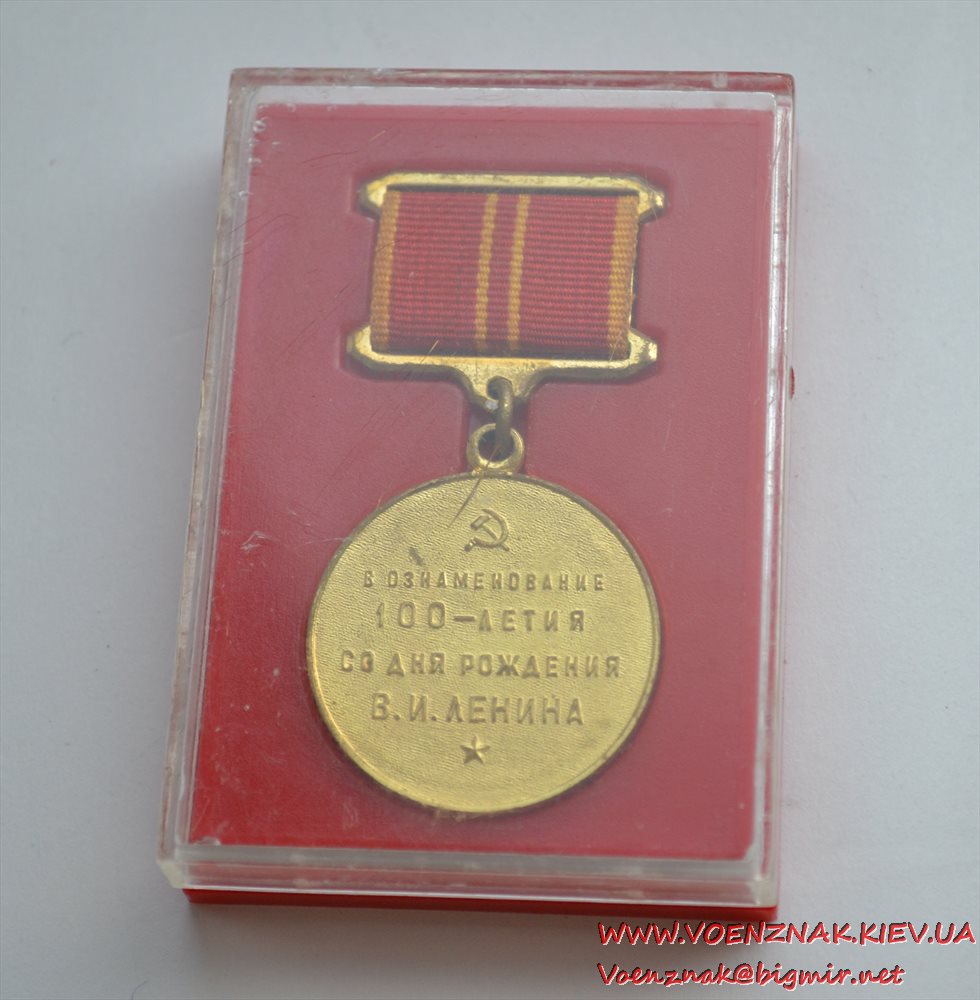 В ОЗНАМЕНОВАНИЕ
100-ЛЕТИЯ
СО ДНЯ РОЖДЕНИЯ
В.И.ЛЕНИНА
WWW.VOENZNAK.KIEV.UA
Voenznak@bigmir.net